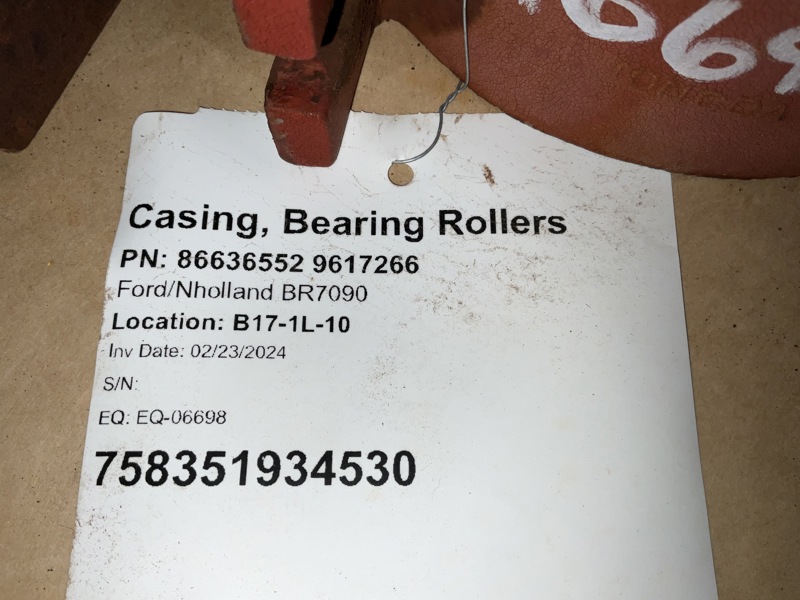 Casing, Bearing Rollers
PN: 86636552 9617266
Ford/Nholland BR7090
Location: B17-1L-10
Inv Date: 02/23/2024
S/N:
EQ: EQ-06698
758351934530